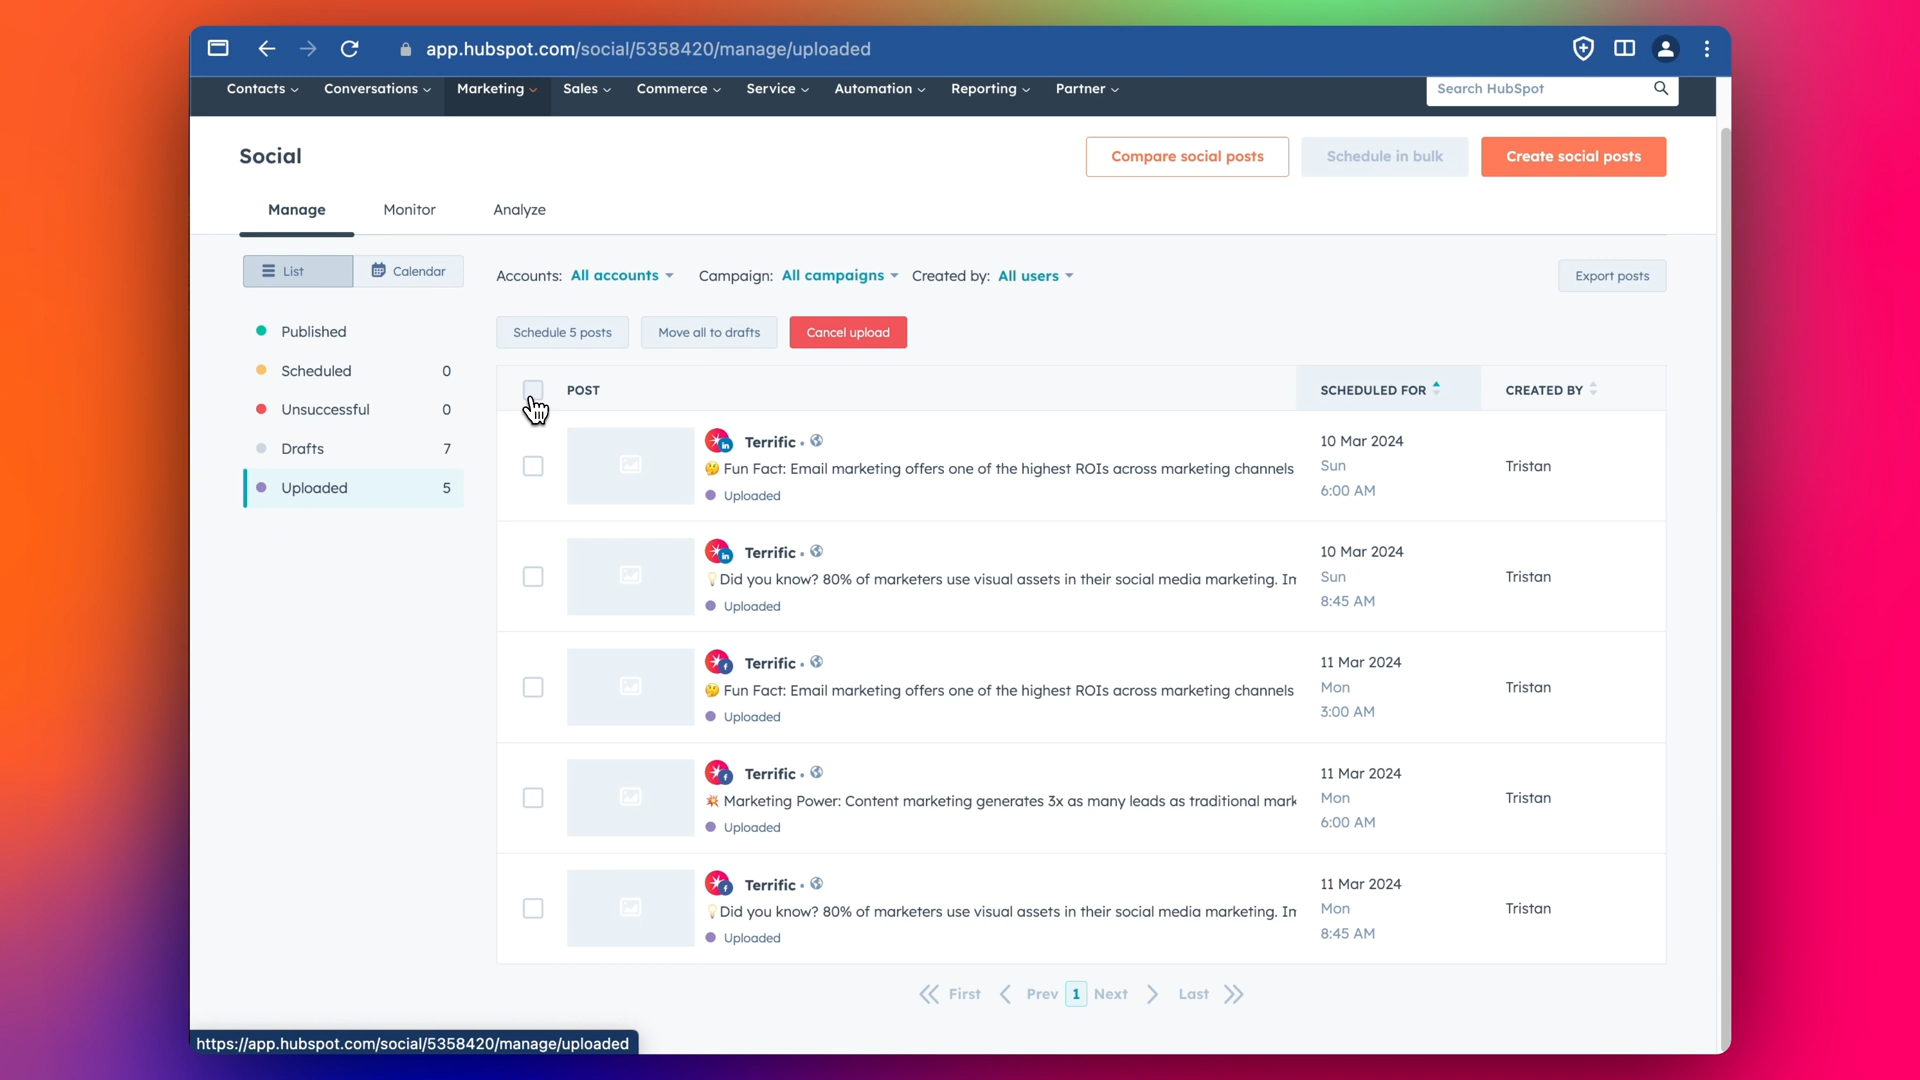 app.hubspot.com/social/5358420/manage/uploaded
Contacts Conversations Marketing Sales Commerce Service Automation Reporting Partner Search HubSpot
Social Compare social posts Schedule in bulk Create social posts
Manage Monitor Analyze
List Calendar Accounts: All accounts Campaign: All campaigns Created by: All users Export posts
Published Schedule 5 posts Move all to drafts Cancel upload
Scheduled 0
Unsuccessful 0
Drafts 7
Uploaded 5
POST SCHEDULED FOR CREATED BY
Terrific • 10 Mar 2024
🤔 Fun Fact: Email marketing offers one of the highest ROIs across marketing channels Sun Tristan
Uploaded 6:00 AM
Terrific • 10 Mar 2024
💡Did you know? 80% of marketers use visual assets in their social media marketing. Sun Tristan
Uploaded 8:45 AM
Terrific • 11 Mar 2024
🤔 Fun Fact: Email marketing offers one of the highest ROIs across marketing channels Mon Tristan
Uploaded 3:00 AM
Terrific • 11 Mar 2024
💥 Marketing Power: Content marketing generates 3x as many leads as traditional mark Mon Tristan
Uploaded 6:00 AM
Terrific • 11 Mar 2024
💡Did you know? 80% of marketers use visual assets in their social media marketing. Mon Tristan
Uploaded 8:45 AM
First Prev 1 Next Last
https://app.hubspot.com/social/5358420/manage/uploaded